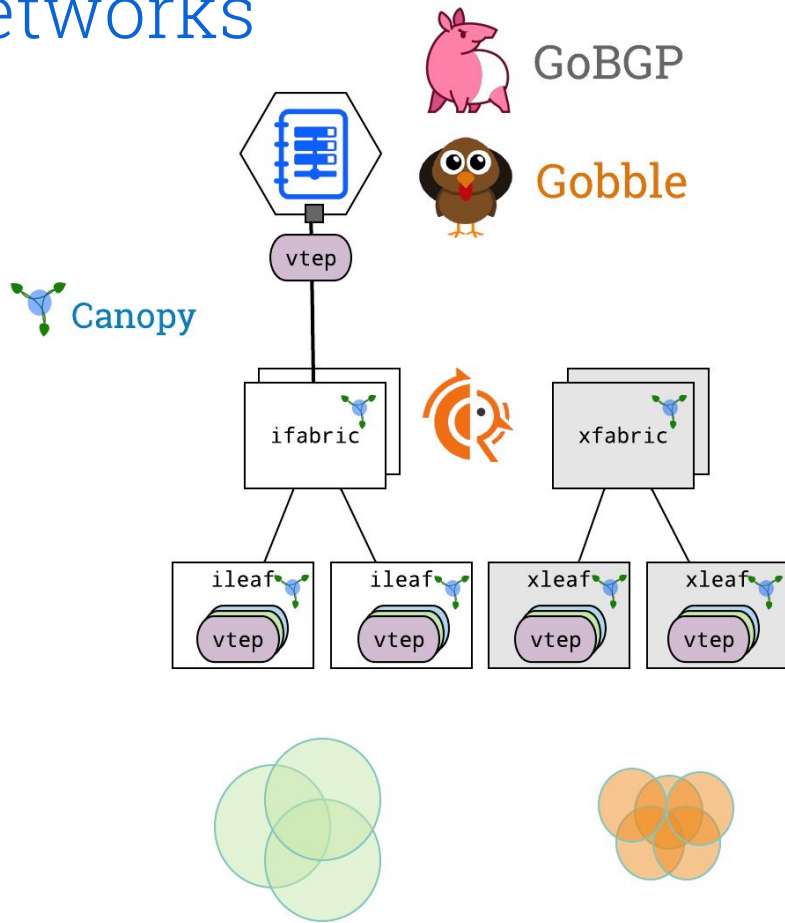 etworks
GoBGP
Gobble
vtep
Canopy
ifabric
xfabric
ileaf
ileaf
xleaf
xleaf
vtep
vtep
vtep
vtep